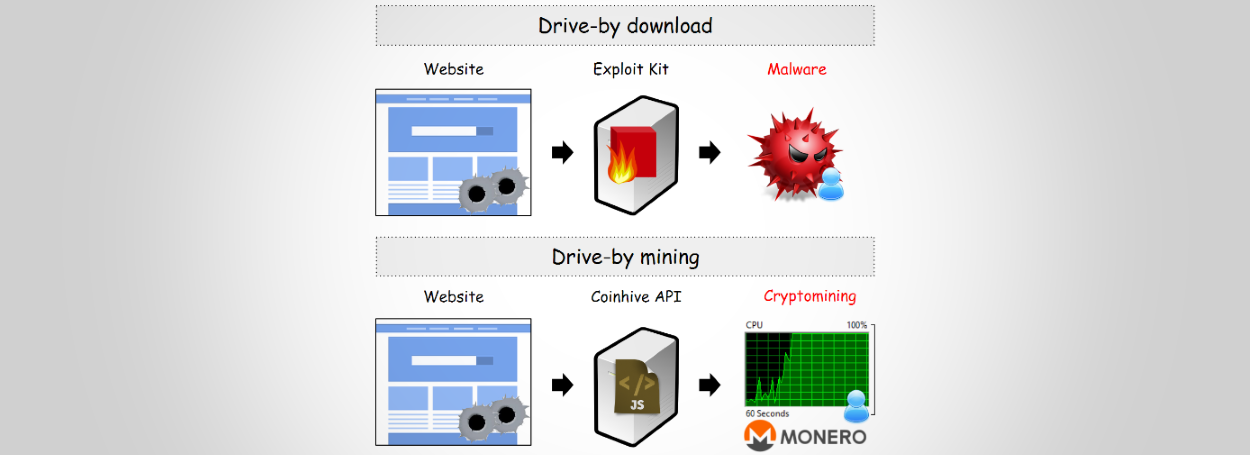 Drive-by download
Website Exploit Kit Malware
Drive-by mining
Website Coinhive API Cryptomining
CPU 100%
</> JS
60 Seconds
MONERO